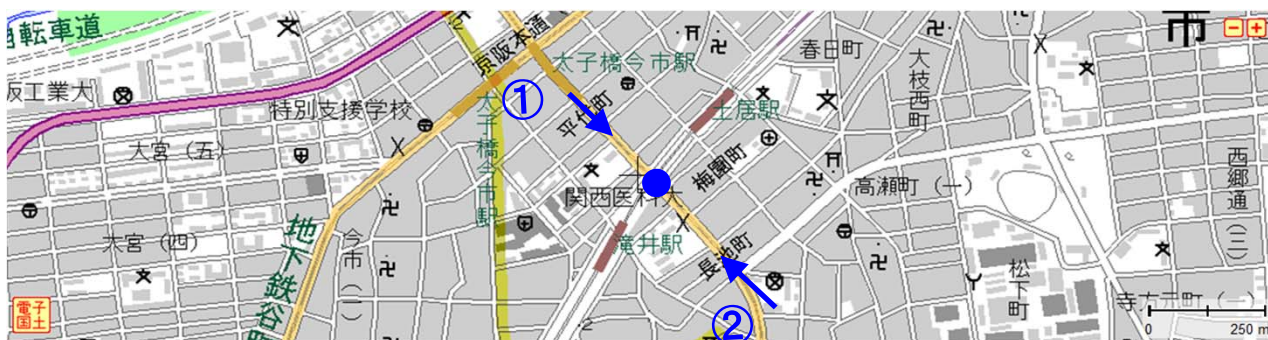 自転車道
市
京阪本通
太子橋今市駅
春日町
大枝西町
阪工業大
特別支援学校
①
平代町
土居駅
太子橋今市駅
大宮(五)
梅園町
高瀬町(一)
西郷通(二)
関西医科大
大宮(四)
今市(二)
滝井駅
長池町
松下町
寺方元町(一)
地下鉄谷町
②
電子国土
0
250 m